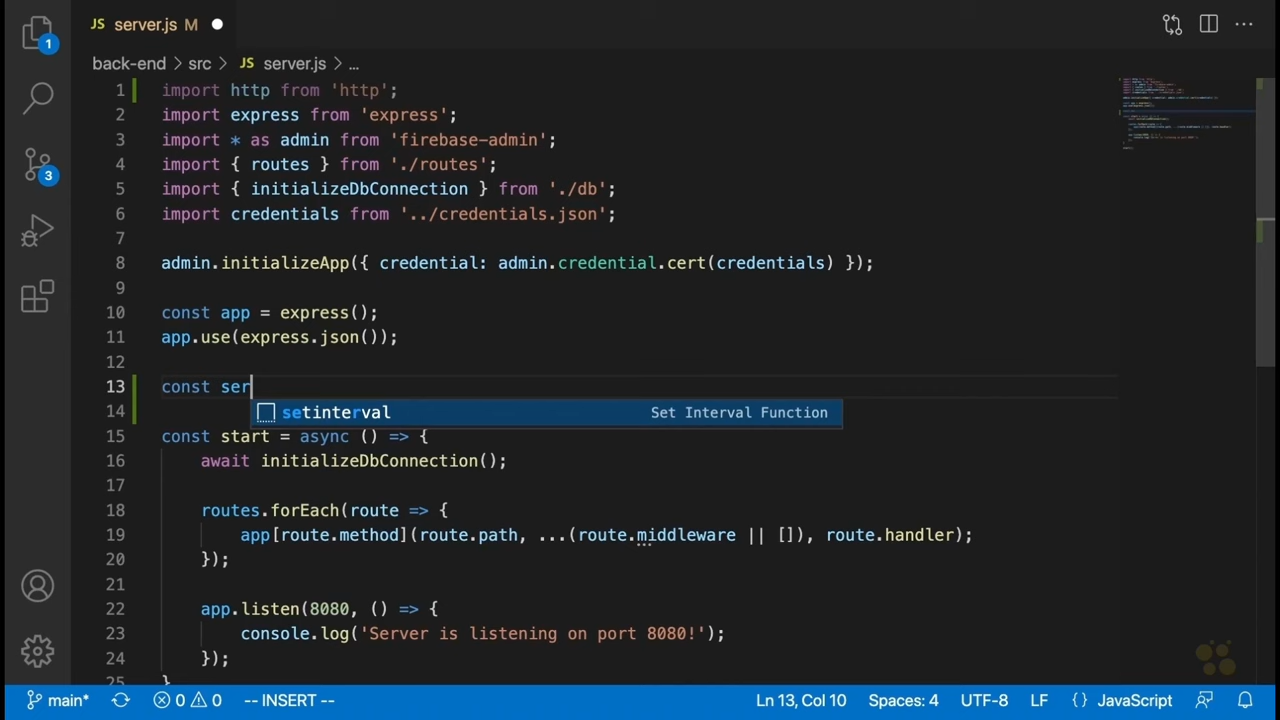 JS server.js M
1
back-end > src > JS server.js > ...
1 import http from 'http';
2 import express from 'express';
3 import * as admin from 'firebase-admin';
4 import { routes } from './routes';
5 import { initializeDbConnection } from './db';
3
6 import credentials from '../credentials.json';
7
8 admin.initializeApp({ credential: admin.credential.cert(credentials) });
9
10 const app = express();
11 app.use(express.json());
12
13 const ser
14 setinterval Set Interval Function
15 const start = async () => {
16 await initializeDbConnection();
17
18 routes.forEach(route => {
19 app[route.method](route.path, ...(route.middleware || []), route.handler);
20 });
21
22 app.listen(8080, () => {
23 console.log('Server is listening on port 8080!');
24 });
25 }
main* 0 0 -- INSERT -- Ln 13, Col 10 Spaces: 4 UTF-8 LF {} JavaScript